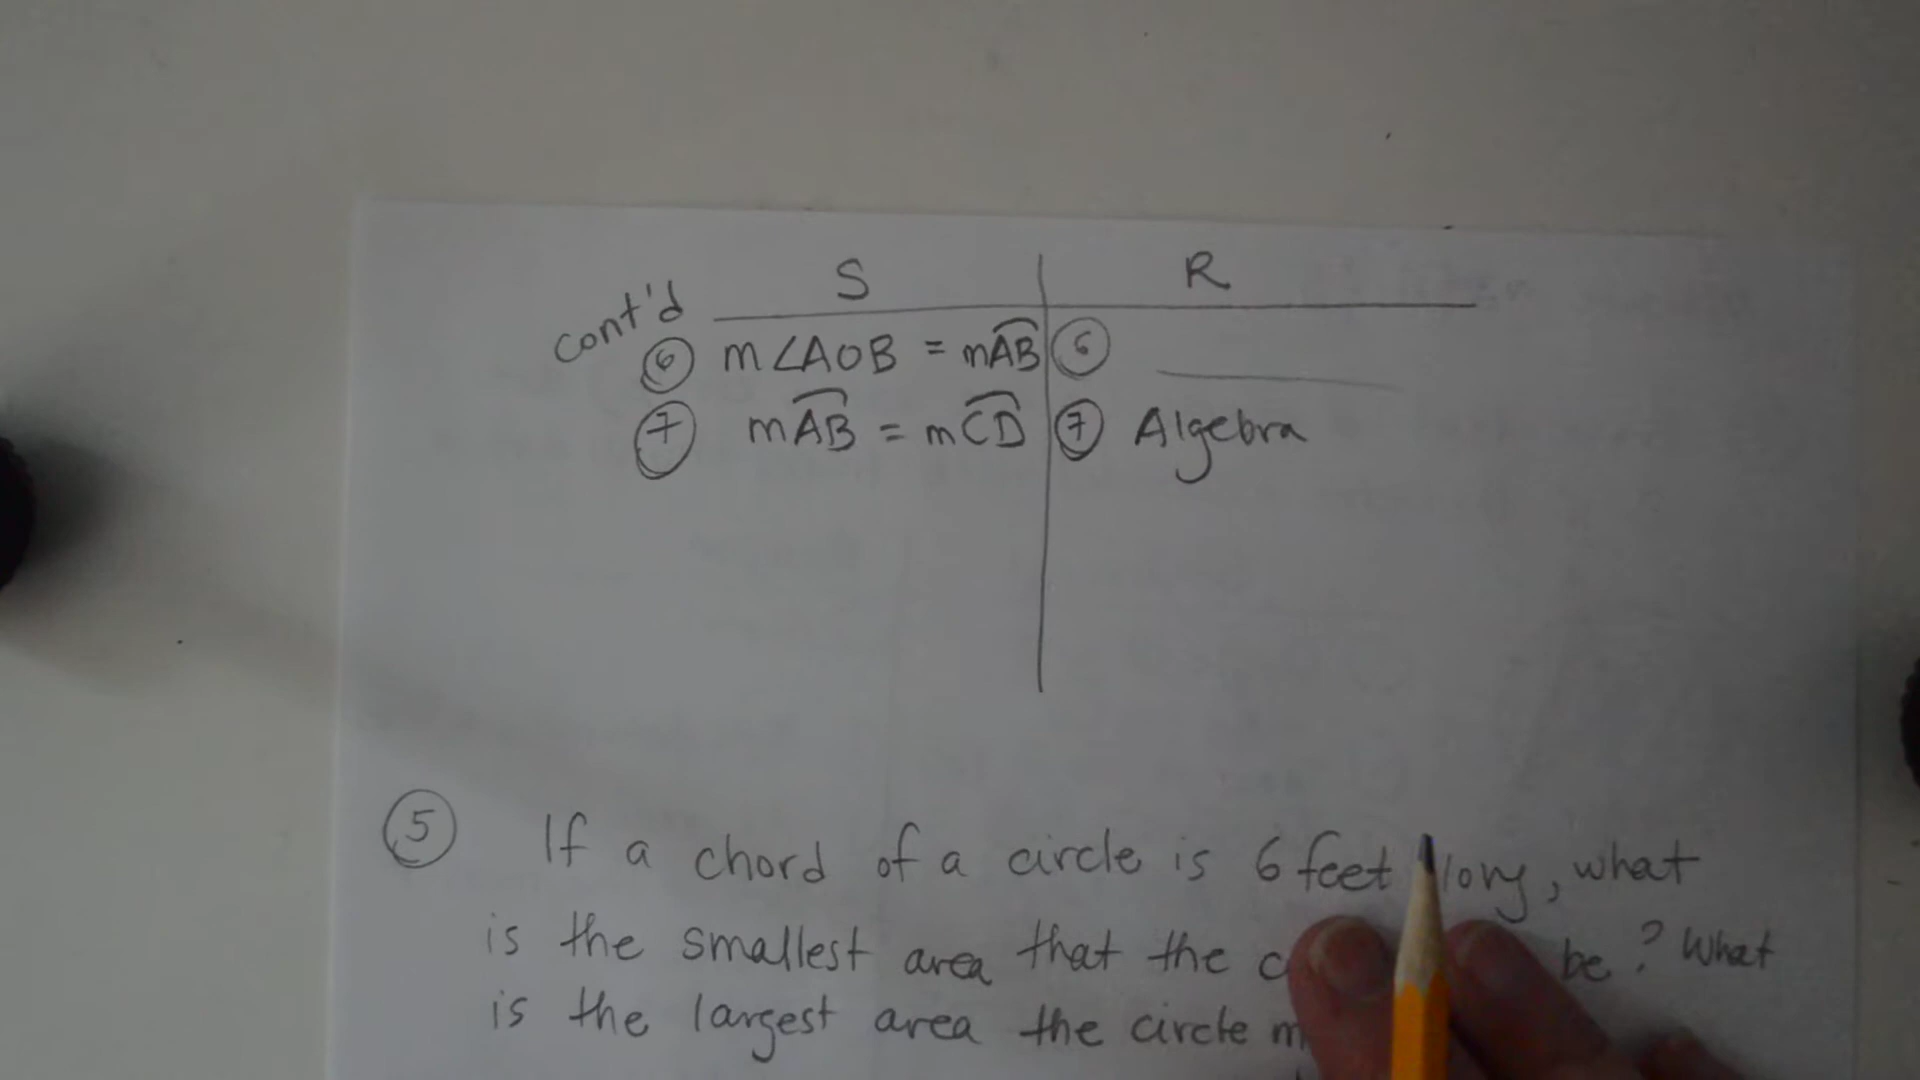 S R
cont'd
⑥ m∠AOB = mAB ⑥
⑦ mAB = mCD ⑦ Algebra
⑤ If a chord of a circle is 6 feet long, what
is the smallest area that the be? What
is the largest area the circle